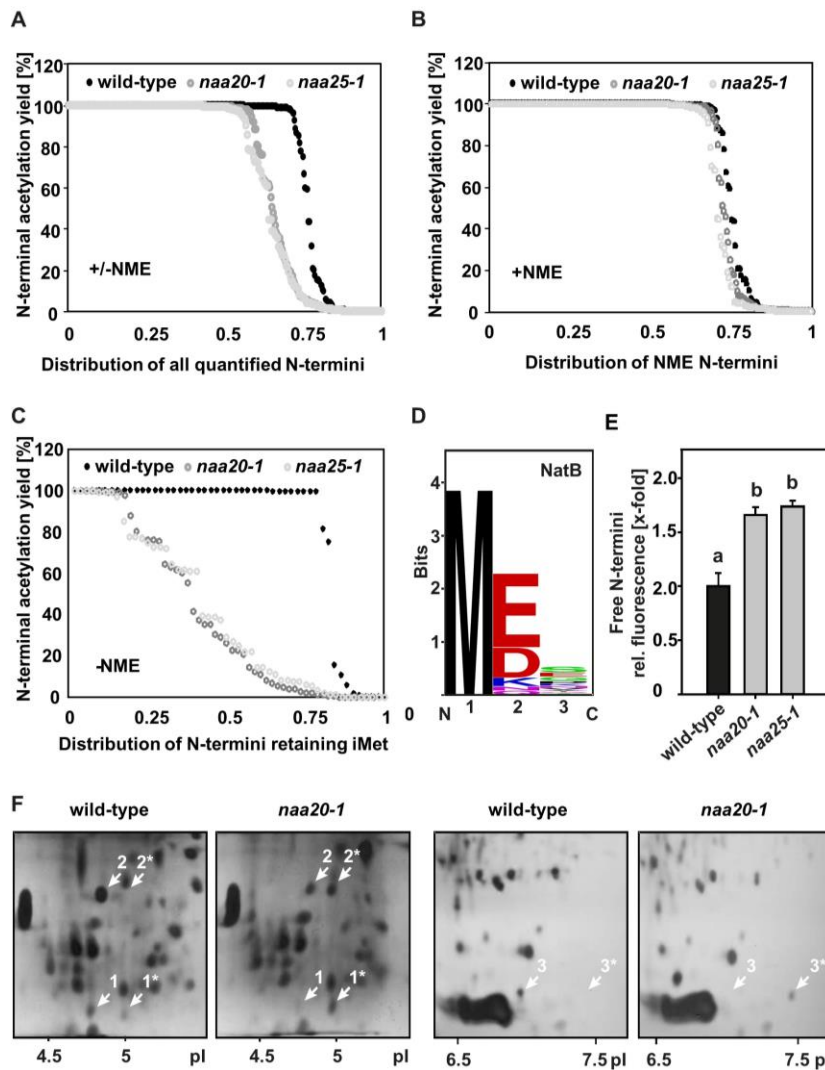 A
N-terminal acetylation yield [%]
wild-type naa20-1 naa25-1
120
100
80
60
40
20
0
+/-NME
0 0.25 0.5 0.75 1
Distribution of all quantified N-termini
B
N-terminal acetylation yield [%]
wild-type naa20-1 naa25-1
120
100
80
60
40
20
0
+NME
0 0.25 0.5 0.75 1
Distribution of NME N-termini
C
N-terminal acetylation yield [%]
wild-type naa20-1 naa25-1
120
100
80
60
40
20
0
-NME
0 0.25 0.5 0.75 1
Distribution of N-termini retaining iMet
D
NatB
Bits
4
3
2
1
0
M
E
D
N 1 2 3 C
E
Free N-termini
rel. fluorescence [x-fold]
2.0
1.5
2.0
0.5
0
a
b
b
wild-type
naa20-1
naa25-1
F
wild-type naa20-1 wild-type naa20-1
2 2*
1 1*
4.5 5 pI
2 2*
1 1*
4.5 5 pI
3 3*
6.5 7.5 pI
3 3*
6.5 7.5 pI